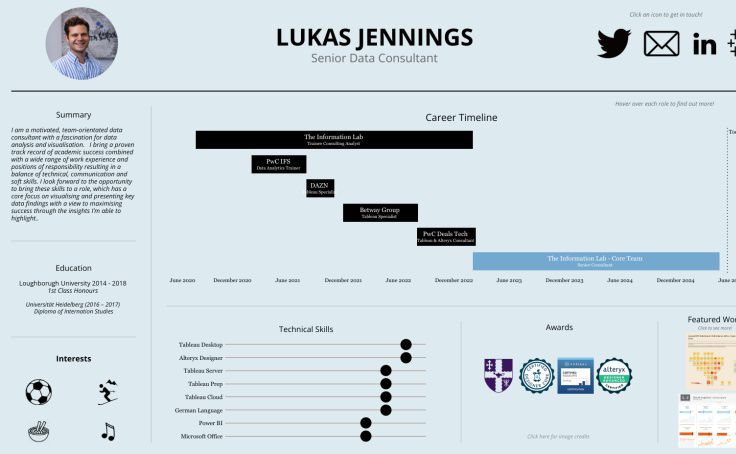 Click an icon to get in touch!
LUKAS JENNINGS
Senior Data Consultant
in
Hover over each role to find out more!
Summary
I am a motivated, team-orientated data
consultant with a fascination for data
analysis and visualisation. I bring a proven
track record of academic success combined
with a wide range of work experience and
positions of responsibility resulting in a
balance of technical, communication and
soft skills. I look forward to the opportunity
to bring these skills to a role, which has a
core focus on visualising and presenting key
data findings with a view to maximising
success through the insights I'm able to
highlight..
Education
Loughborough University 2014 - 2018
1st Class Honours
Universität Heidelberg (2016 – 2017)
Diploma of Internation Studies
Interests
Career Timeline
The Information Lab
Trainee Consulting Analyst
PwC IFS
Data Analytics Trainer
DAZN
Tableau Specialist
Betway Group
Tableau Specialist
PwC Deals Tech
Tableau & Alteryx Consultant
The Information Lab - Core Team
Senior Consultant
June 2020 December 2020 June 2021 December 2021 June 2022 December 2022 June 2023 December 2023 June 2024 December 2024 June
Technical Skills
Tableau Desktop
Alteryx Designer
Tableau Server
Tableau Prep
Tableau Cloud
German Language
Power BI
Microsoft Office
Awards
alteryx
Click here for image credits
Featured
Click to see more!